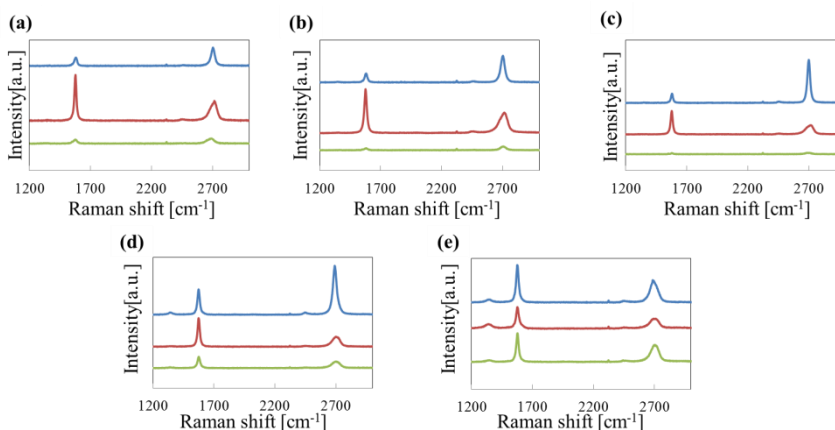 (a)
Intensity[a.u.]
1200 1700 2200 2700
Raman shift [cm-1]
(b)
Intensity[a.u.]
1200 1700 2200 2700
Raman shift [cm-1]
(c)
Intensity[a.u.]
1200 1700 2200 2700
Raman shift [cm-1]
(d)
Intensity[a.u.]
1200 1700 2200 2700
Raman shift [cm-1]
(e)
Intensity[a.u.]
1200 1700 2200 2700
Raman shift [cm-1]